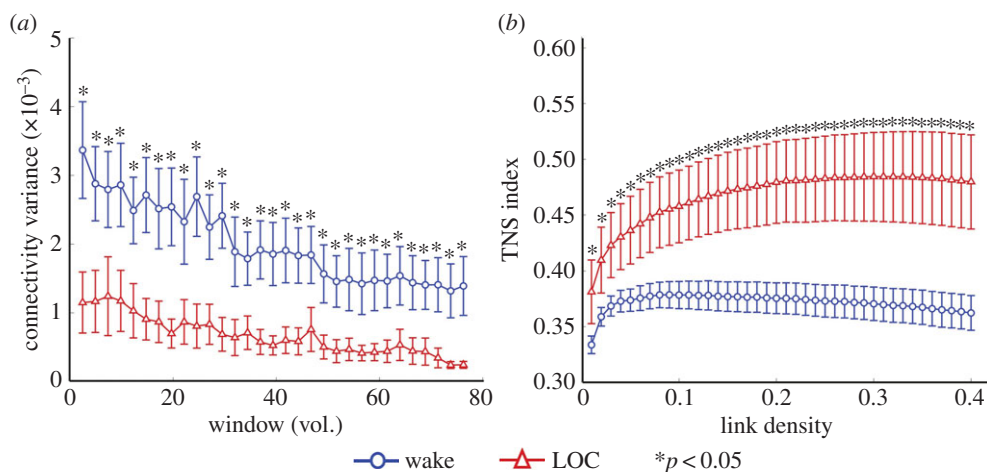 (a)
5
4
3
2
1
0
connectivity variance (×10⁻³)
0 20 40 60 80
window (vol.)
(b)
0.60
0.55
0.50
0.45
0.40
0.35
0.30
TNS index
0 0.1 0.2 0.3 0.4
link density
wake LOC *p < 0.05